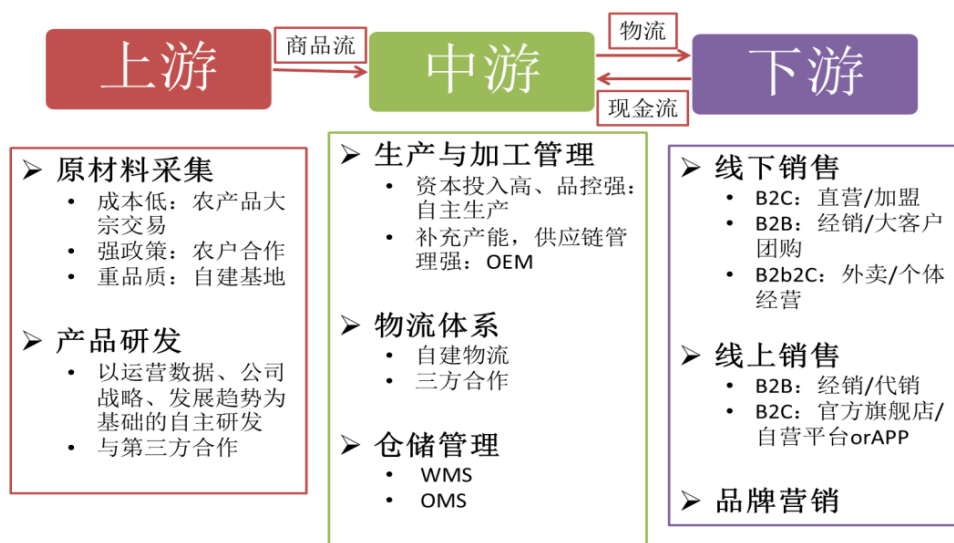 上游
商品流
中游
物流
现金流
下游
➢ 原材料采集
• 成本低：农产品大
宗交易
• 强政策：农户合作
• 重品质：自建基地
➢ 产品研发
• 以运营数据、公司
战略、发展趋势为
基础的自主研发
• 与第三方合作
➢ 生产与加工管理
• 资本投入高、品控强：
自主生产
• 补充产能，供应链管
理强：OEM
➢ 物流体系
• 自建物流
• 三方合作
➢ 仓储管理
• WMS
• OMS
➢ 线下销售
• B2C：直营/加盟
• B2B：经销/大客户
团购
• B2b2C：外卖/个体
经营
➢ 线上销售
• B2B：经销/代销
• B2C：官方旗舰店/
自营平台orAPP
➢ 品牌营销